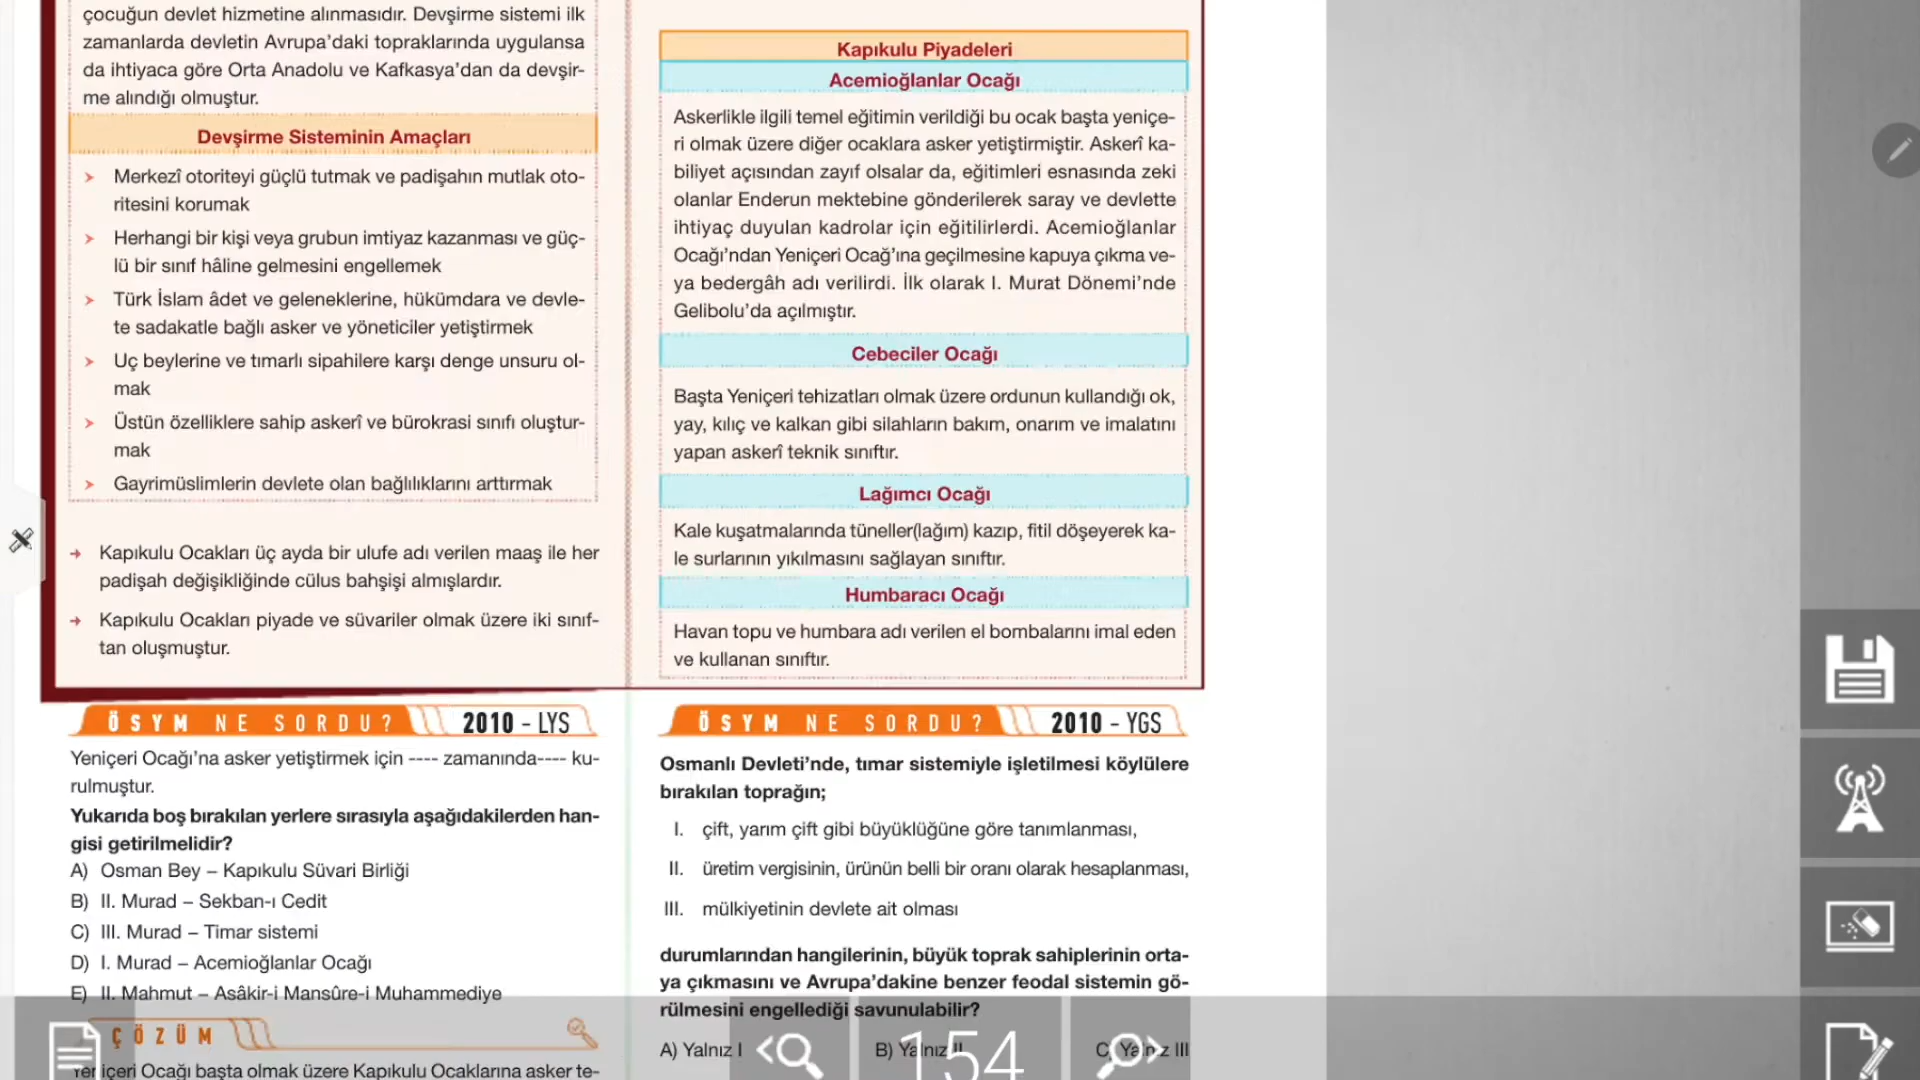 çocuğun devlet hizmetine alınmasıdır. Devşirme sistemi ilk
zamanlarda devletin Avrupa'daki topraklarında uygulansa
da ihtiyaca göre Orta Anadolu ve Kafkasya'dan da devşir-
me alındığı olmuştur.
Devşirme Sisteminin Amaçları
Merkezî otoriteyi güçlü tutmak ve padişahın mutlak oto-
ritesini korumak
Herhangi bir kişi veya grubun imtiyaz kazanması ve güç-
lü bir sınıf hâline gelmesini engellemek
Türk İslam âdet ve geleneklerine, hükümdara ve devle-
te sadakatle bağlı asker ve yöneticiler yetiştirmek
Uç beylerine ve tımarlı sipahilere karşı denge unsuru ol-
mak
Üstün özelliklere sahip askerî ve bürokrasi sınıfı oluştur-
mak
Gayrimüslimlerin devlete olan bağlılıklarını arttırmak
Kapıkulu Ocakları üç ayda bir ulufe adı verilen maaş ile her
padişah değişikliğinde cülus bahşişi almışlardır.
Kapıkulu Ocakları piyade ve süvariler olmak üzere iki sınıf-
tan oluşmuştur.
Kapıkulu Piyadeleri
Acemioğlanlar Ocağı
Askerlikle ilgili temel eğitimin verildiği bu ocak başta yeniçe-
ri olmak üzere diğer ocaklara asker yetiştirmiştir. Askerî ka-
biliyet açısından zayıf olsalar da, eğitimleri esnasında zeki
olanlar Enderun mektebine gönderilerek saray ve devlette
ihtiyaç duyulan kadrolar için eğitilirlerdi. Acemioğlanlar
Ocağı'ndan Yeniçeri Ocağ'ına geçilmesine kapuya çıkma ve-
ya bedergâh adı verilirdi. İlk olarak I. Murat Dönemi'nde
Gelibolu'da açılmıştır.
Cebeciler Ocağı
Başta Yeniçeri tehizatları olmak üzere ordunun kullandığı ok,
yay, kılıç ve kalkan gibi silahların bakım, onarım ve imalatını
yapan askerî teknik sınıftır.
Lağımcı Ocağı
Kale kuşatmalarında tüneller(lağım) kazıp, fitil döşeyerek ka-
le surlarının yıkılmasını sağlayan sınıftır.
Humbaracı Ocağı
Havan topu ve humbara adı verilen el bombalarını imal eden
ve kullanan sınıftır.
ÖSYM NE SORDU? 2010 - LYS
Yeniçeri Ocağı'na asker yetiştirmek için ---- zamanında---- ku-
rulmuştur.
Yukarıda boş bırakılan yerlere sırasıyla aşağıdakilerden han-
gisi getirilmelidir?
A) Osman Bey – Kapıkulu Süvari Birliği
B) II. Murad – Sekban-ı Cedit
C) III. Murad – Timar sistemi
D) I. Murad – Acemioğlanlar Ocağı
E) II. Mahmut – Asâkir-i Mansûre-i Muhammediye
ÇÖZÜM
Yeniçeri Ocağı başta olmak üzere Kapıkulu Ocaklarına asker te-
ÖSYM NE SORDU? 2010 - YGS
Osmanlı Devleti'nde, tımar sistemiyle işletilmesi köylülere
bırakılan toprağın;
I. çift, yarım çift gibi büyüklüğüne göre tanımlanması,
II. üretim vergisinin, ürünün belli bir oranı olarak hesaplanması,
III. mülkiyetinin devlete ait olması
durumlarından hangilerinin, büyük toprak sahiplerinin orta-
ya çıkmasını ve Avrupa'dakine benzer feodal sistemin gö-
rülmesini engellediği savunulabilir?
A) Yalnız I B) Yalnız II C) Yalnız III
154